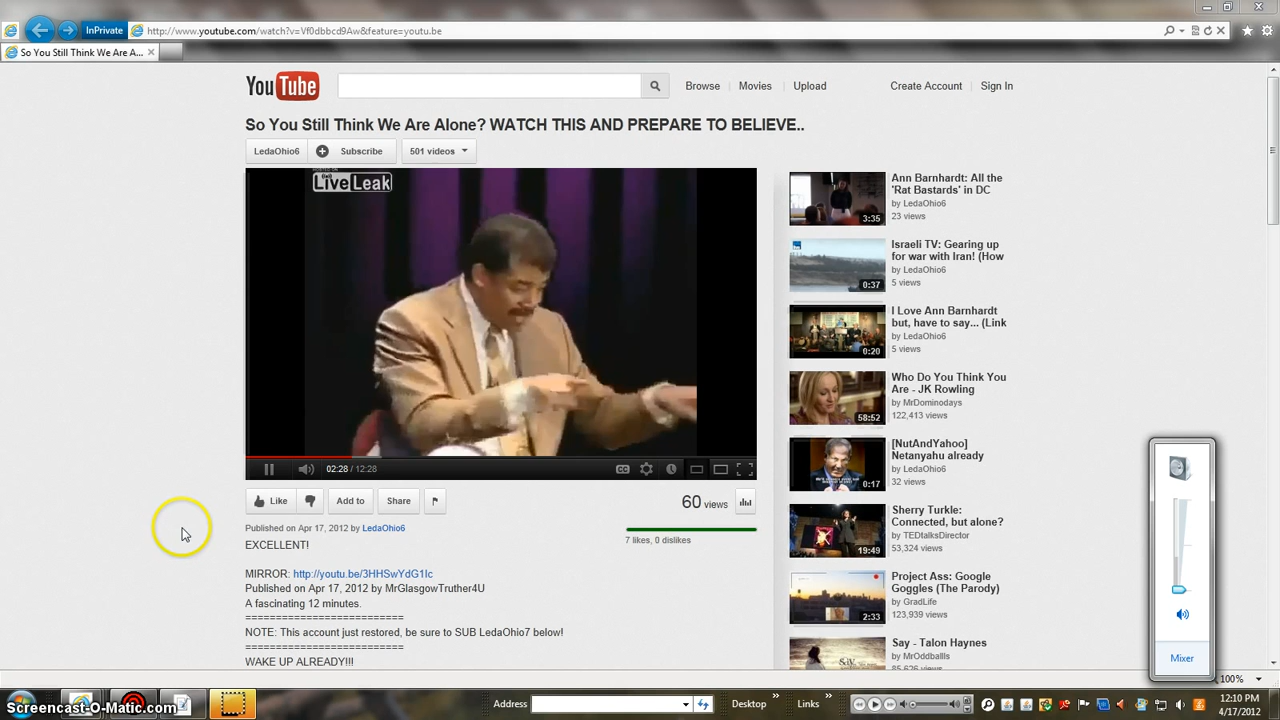 InPrivate
http://www.youtube.com/watch?v=Vf0dbbcd9Aw&feature=youtu.be
So You Still Think We Are A...
YouTube
Browse
Movies
Upload
Create Account
Sign In
So You Still Think We Are Alone? WATCH THIS AND PREPARE TO BELIEVE..
LedaOhio6
Subscribe
501 videos
HOSTED ON
LiveLeak
02:28 / 12:28
CC
Like
Add to
Share
60 views
Published on Apr 17, 2012 by LedaOhio6
7 likes, 0 dislikes
EXCELLENT!
MIRROR: http://youtu.be/3HHSwYdG1Ic
Published on Apr 17, 2012 by MrGlasgowTruther4U
A fascinating 12 minutes.
=========================
NOTE: This account just restored, be sure to SUB LedaOhio7 below!
=========================
WAKE UP ALREADY!!!
3:35
Ann Barnhardt: All the
'Rat Bastards' in DC
by LedaOhio6
23 views
0:37
Israeli TV: Gearing up
for war with Iran! (How
by LedaOhio6
5 views
0:20
I Love Ann Barnhardt
but, have to say... (Link
by LedaOhio6
5 views
58:52
Who Do You Think You
Are - JK Rowling
by MrDominodays
122,413 views
0:17
[NutAndYahoo]
Netanyahu already
by LedaOhio6
32 views
19:49
Sherry Turkle:
Connected, but alone?
by TEDtalksDirector
53,324 views
2:33
Project Ass: Google
Goggles (The Parody)
by GradLife
123,939 views
Say - Talon Haynes
by MrOddballls
85,626 views
Mixer
100%
Screencast-O-Matic.com
Address
Desktop
Links
12:10 PM
4/17/2012